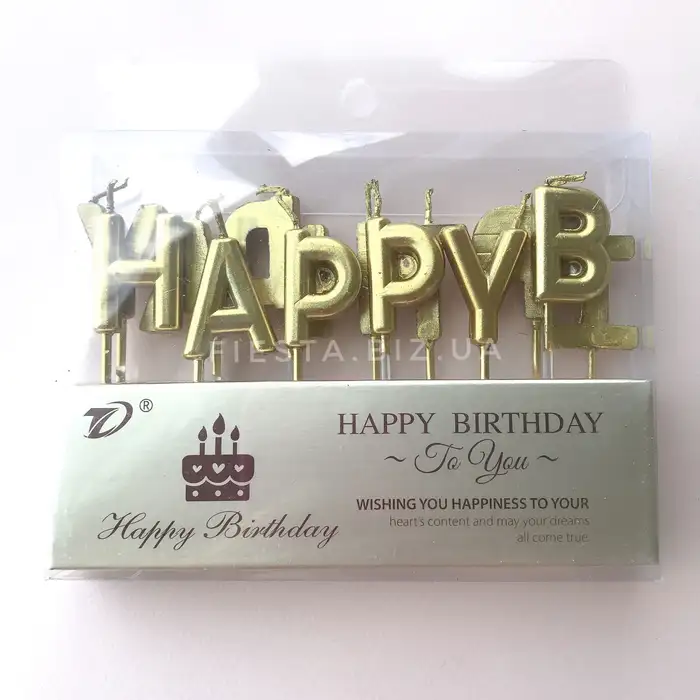 HAPPYB
FIESTA.BIZ.UA
®
HAPPY BIRTHDAY
~ To You ~
Happy Birthday
WISHING YOU HAPPINESS TO YOUR
heart's content and may your dreams
all come true.